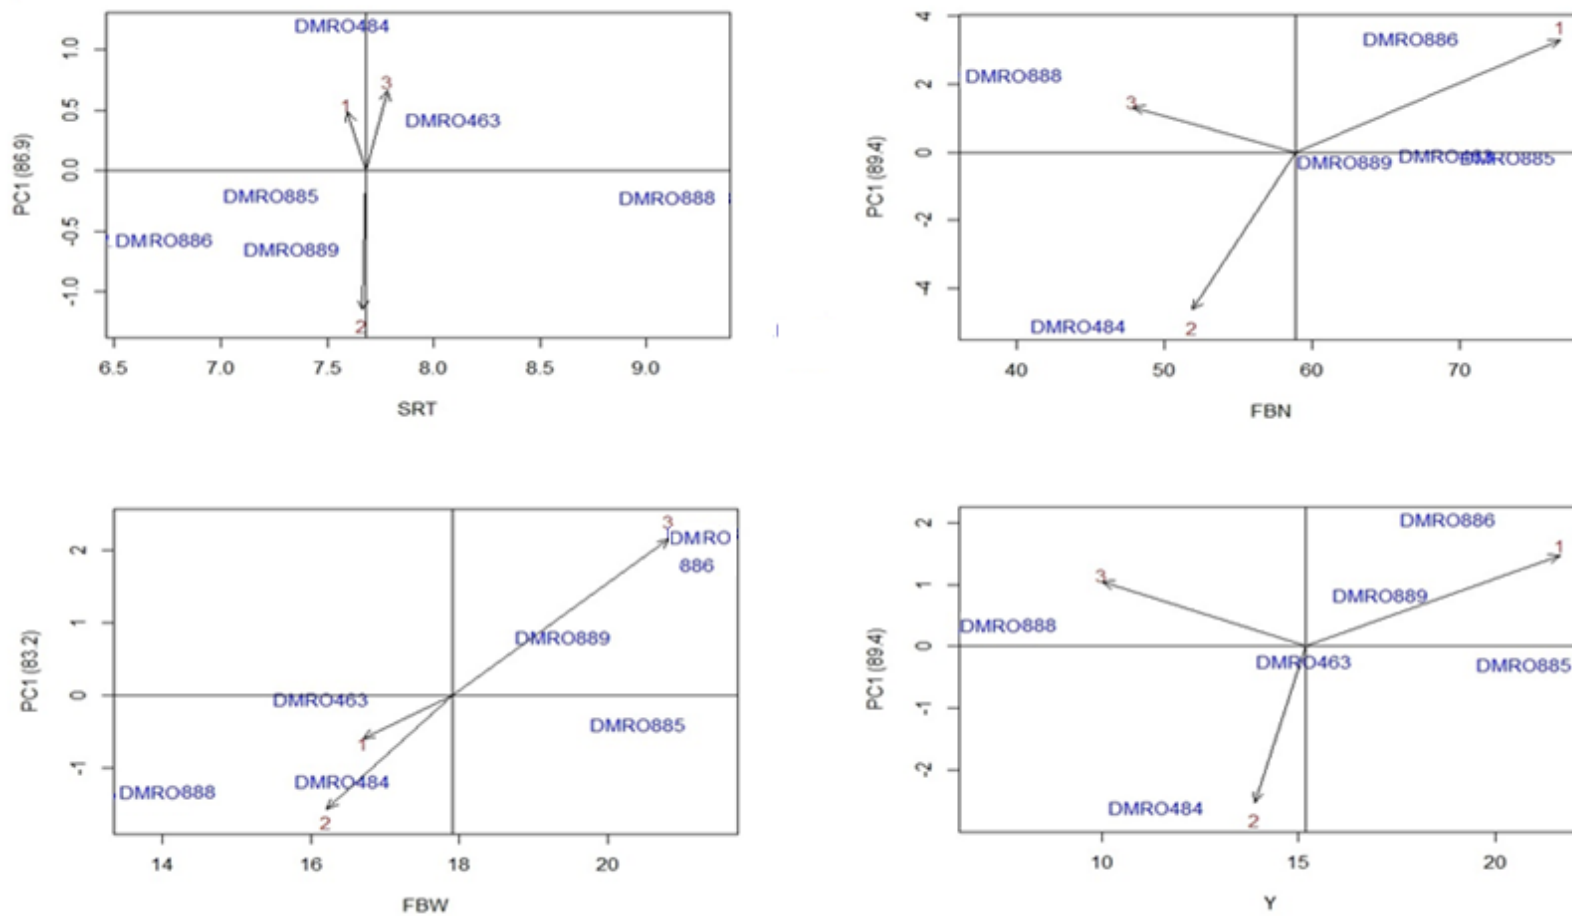 DMRO484
3
1
DMRO463
DMRO885
DMRO888
DMRO886
DMRO889
2
1.0
0.5
0.0
-0.5
-1.0
PC1 (86.9)
6.5 7.0 7.5 8.0 8.5 9.0
SRT
1
DMRO886
DMRO888
3
DMRO889 DMRO463 DMRO885
DMRO484
2
4
2
0
-2
-4
PC1 (89.4)
40 50 60 70
FBN
3
DMRO
886
DMRO889
DMRO463
DMRO885
1
DMRO484
DMRO888
2
2
1
0
-1
PC1 (83.2)
14 16 18 20
FBW
DMRO886
1
3
DMRO889
DMRO888
DMRO463
DMRO885
DMRO484
2
2
1
0
-1
-2
PC1 (89.4)
10 15 20
Y